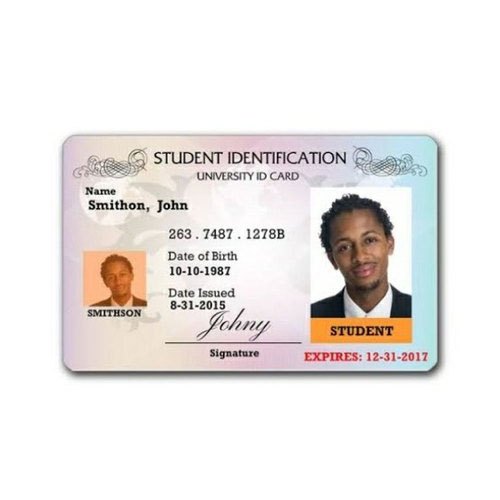 STUDENT IDENTIFICATION
UNIVERSITY ID CARD
Name
Smithon, John
263 . 7487 . 1278B
Date of Birth
10-10-1987
Date Issued
8-31-2015
SMITHSON
Johny
Signature
STUDENT
EXPIRES: 12-31-2017